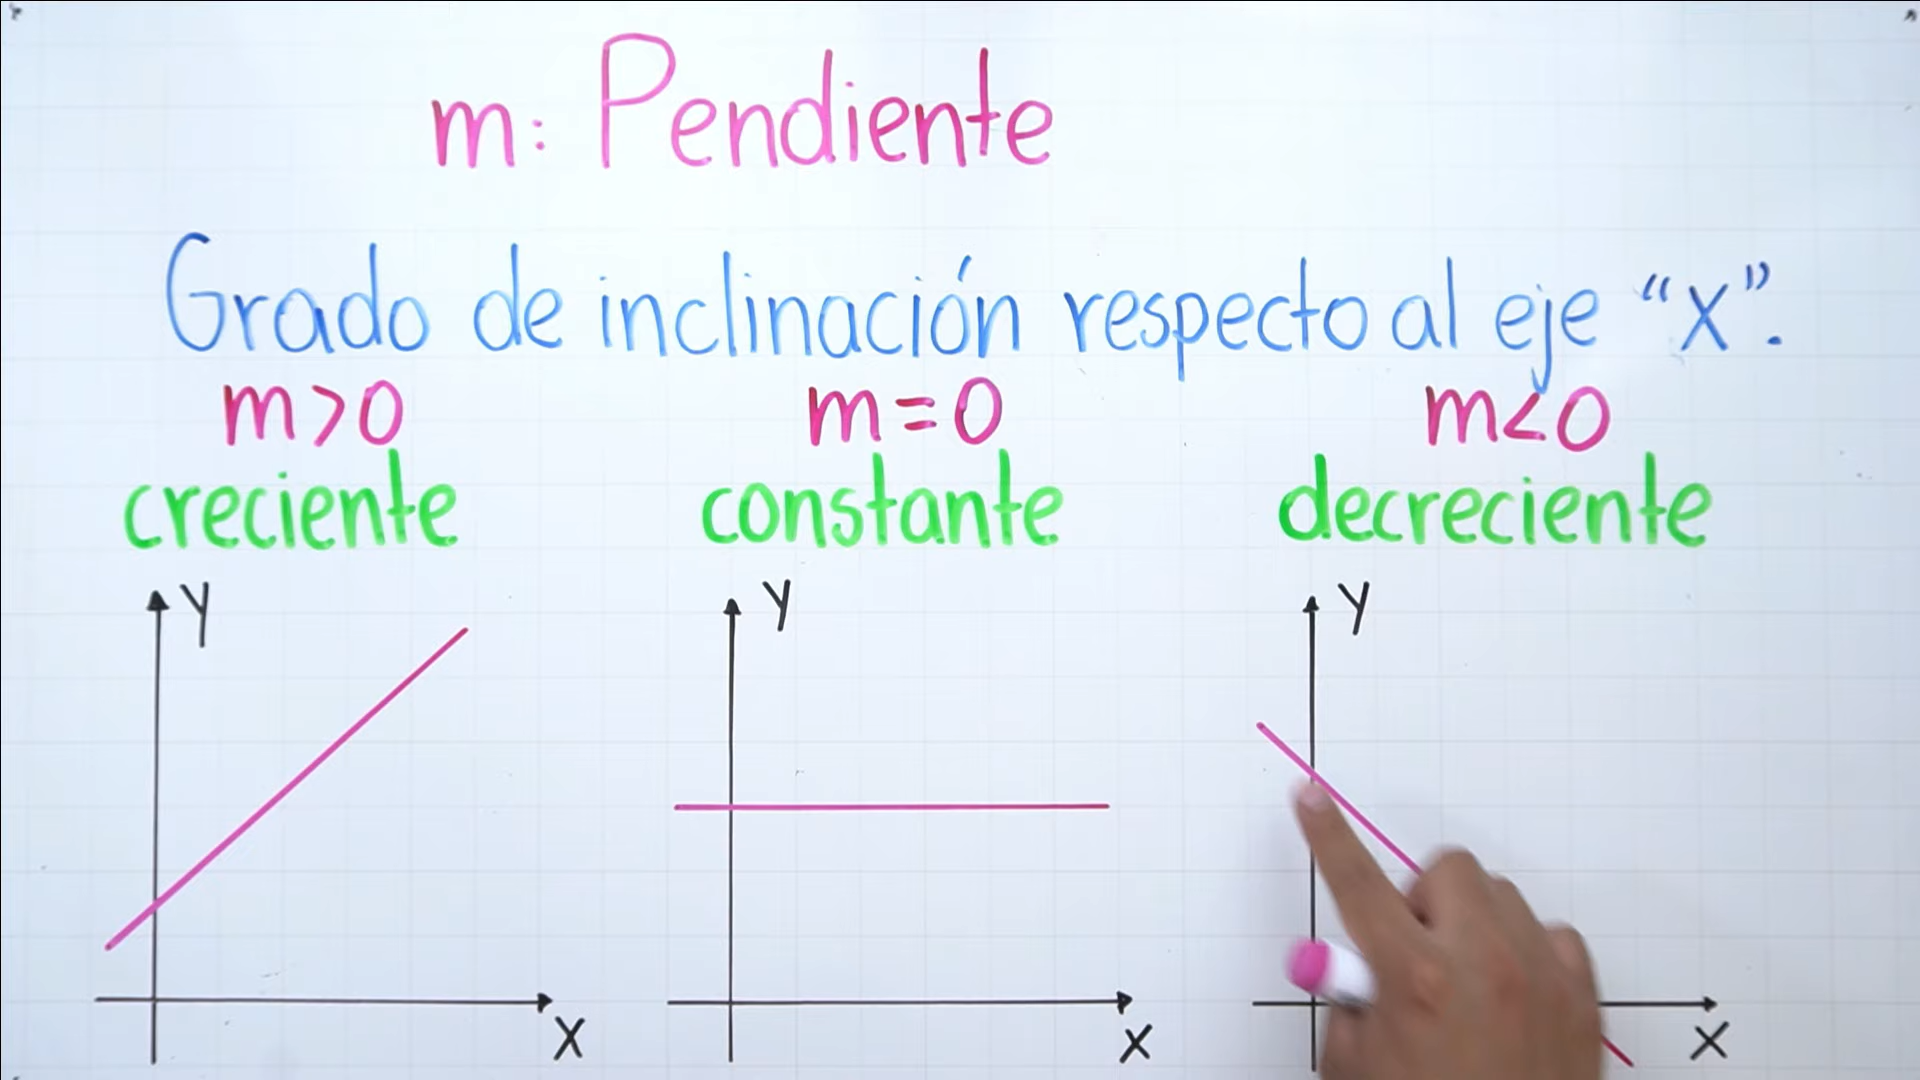 m: Pendiente
Grado de inclinación respecto al eje “X”.
m>0
creciente
m=0
constante
m<0
decreciente
Y
X
Y
X
Y
X